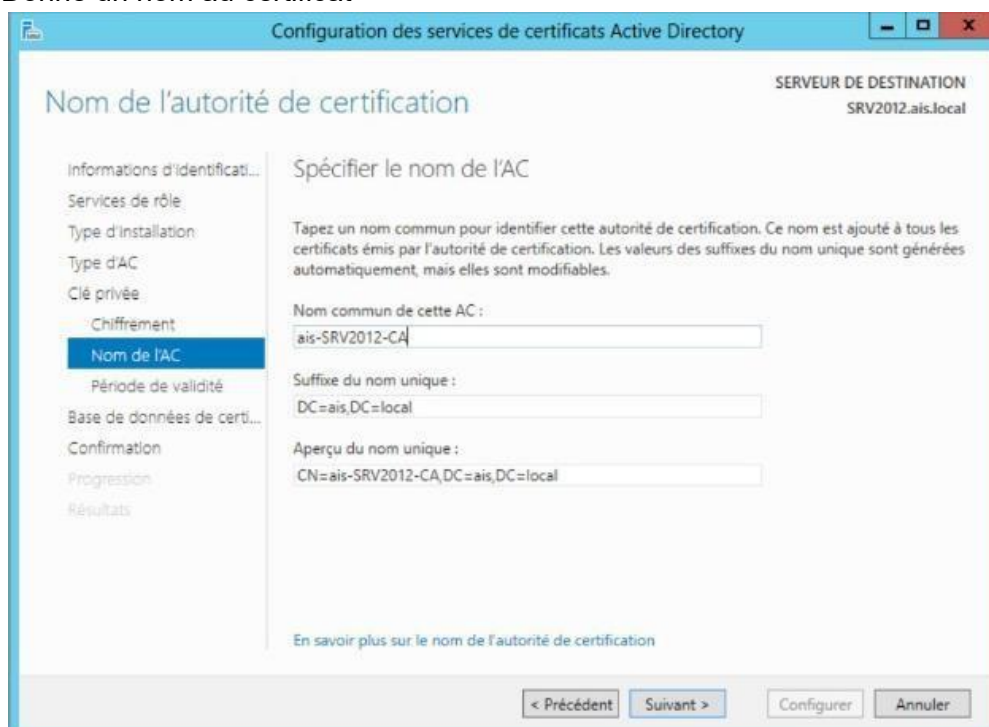 Donne un nom au certificat
Configuration des services de certificats Active Directory
Nom de l'autorité de certification
SERVEUR DE DESTINATION
SRV2012.ais.local
Informations d'identificati...
Services de rôle
Type d'installation
Type d'AC
Clé privée
Chiffrement
Nom de l'AC
Période de validité
Base de données de certi...
Confirmation
Progression
Résultats
Spécifier le nom de l'AC
Tapez un nom commun pour identifier cette autorité de certification. Ce nom est ajouté à tous les
certificats émis par l'autorité de certification. Les valeurs des suffixes du nom unique sont générées
automatiquement, mais elles sont modifiables.
Nom commun de cette AC :
ais-SRV2012-CA
Suffixe du nom unique :
DC=ais,DC=local
Aperçu du nom unique :
CN=ais-SRV2012-CA,DC=ais,DC=local
En savoir plus sur le nom de l'autorité de certification
< Précédent
Suivant >
Configurer
Annuler